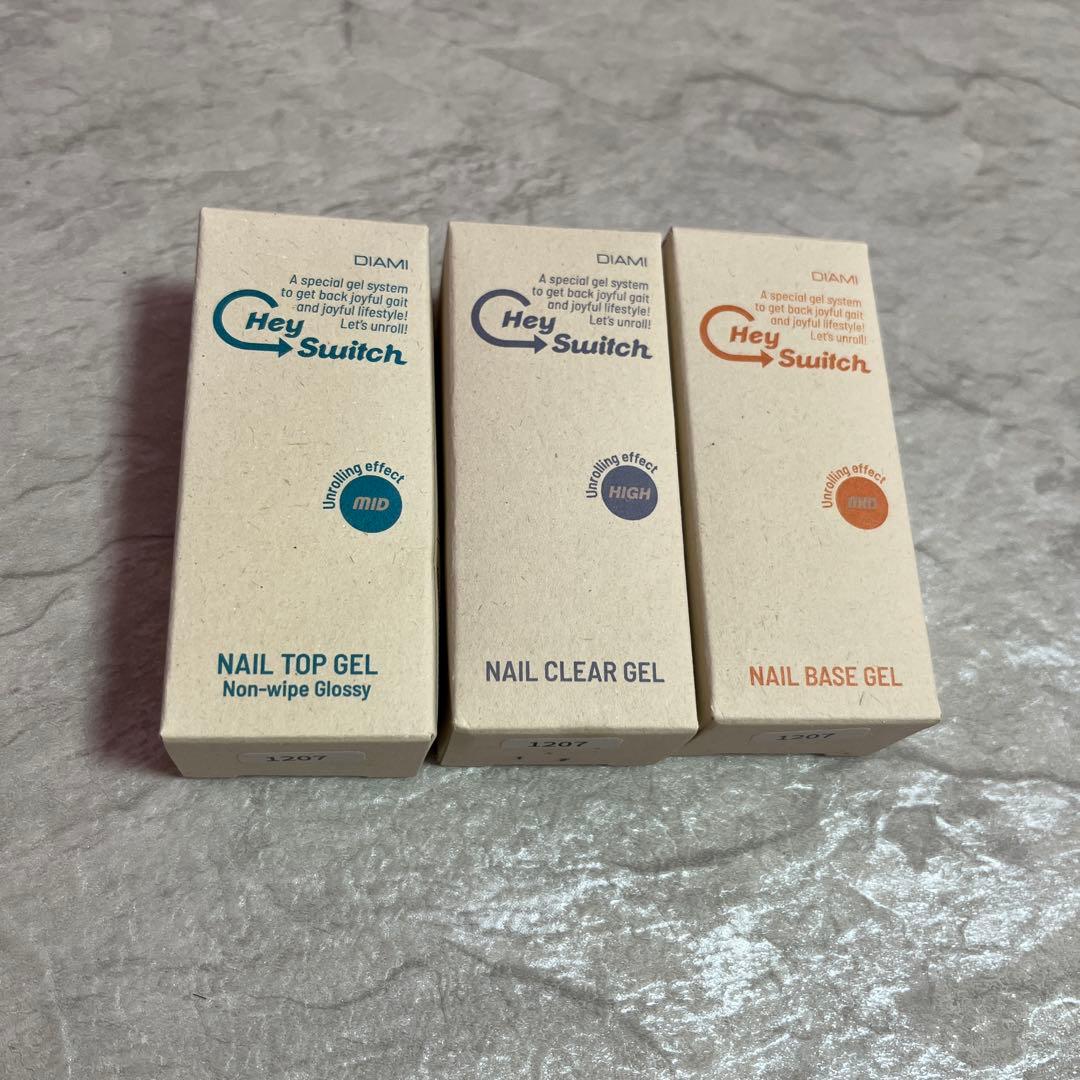 DIAMI
A special gel system
to get back joyful gait
and joyful lifestyle!
Let's unroll!
Hey
Switch
Unrolling effect
MID
NAIL TOP GEL
Non-wipe Glossy
1207
DIAMI
A special gel system
to get back joyful gait
and joyful lifestyle!
Let's unroll!
Hey
Switch
Unrolling effect
HIGH
NAIL CLEAR GEL
1207
DIAMI
A special gel system
to get back joyful gait
and joyful lifestyle!
Let's unroll!
Hey
Switch
Unrolling effect
NAIL BASE GEL
1207